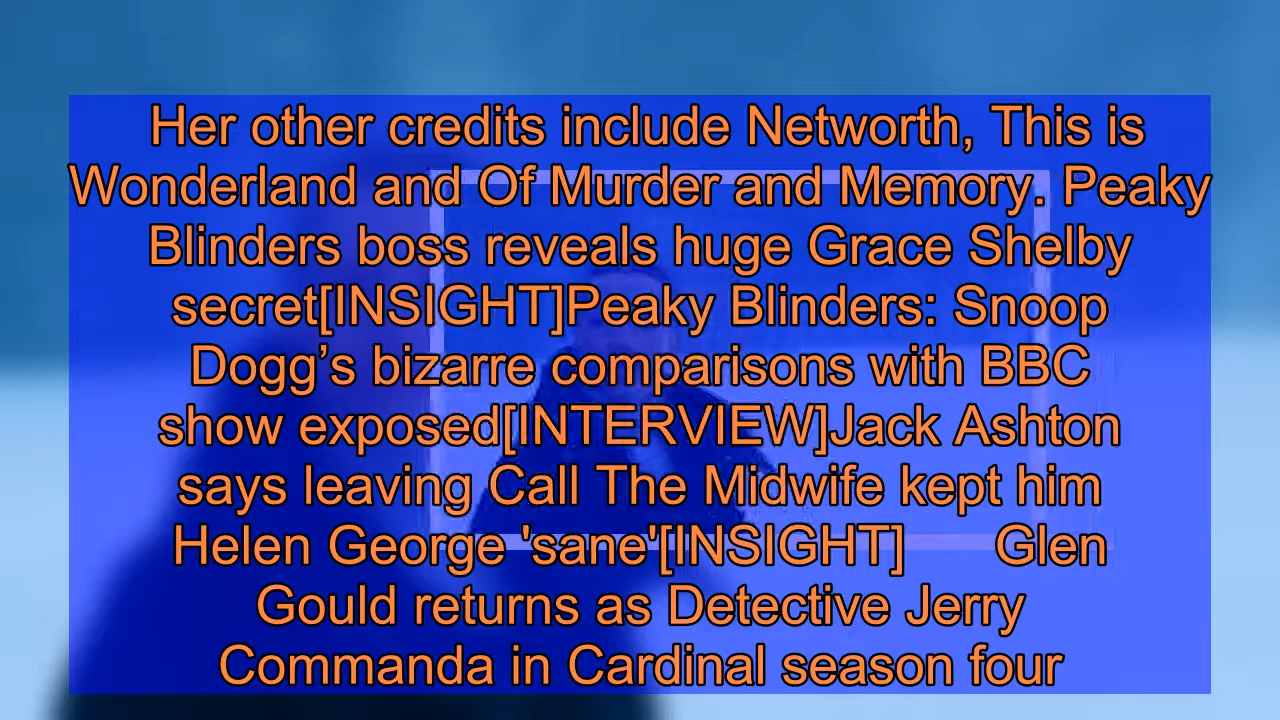 Her other credits include Networth, This is
Wonderland and Of Murder and Memory. Peaky
Blinders boss reveals huge Grace Shelby
secret[INSIGHT]Peaky Blinders: Snoop
Dogg’s bizarre comparisons with BBC
show exposed[INTERVIEW]Jack Ashton
says leaving Call The Midwife kept him
Helen George 'sane'[INSIGHT]      Glen
Gould returns as Detective Jerry
Commanda in Cardinal season four